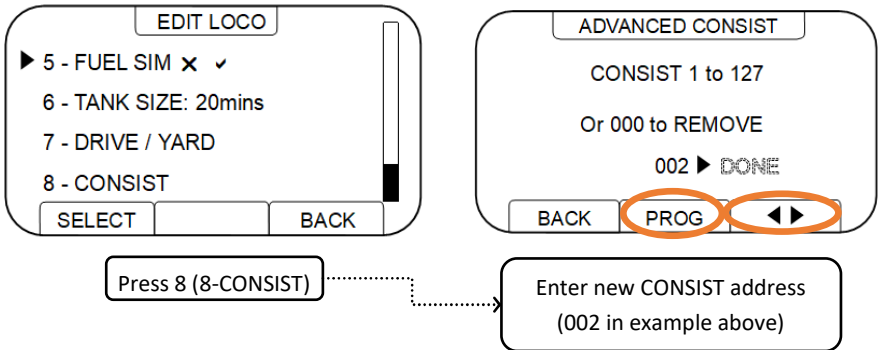 EDIT LOCO
▶ 5 - FUEL SIM ✕ ✔
6 - TANK SIZE: 20mins
7 - DRIVE / YARD
8 - CONSIST
SELECT BACK
ADVANCED CONSIST
CONSIST 1 to 127
Or 000 to REMOVE
002 ▶ DONE
BACK PROG ◀ ▶
Press 8 (8-CONSIST)
Enter new CONSIST address
(002 in example above)